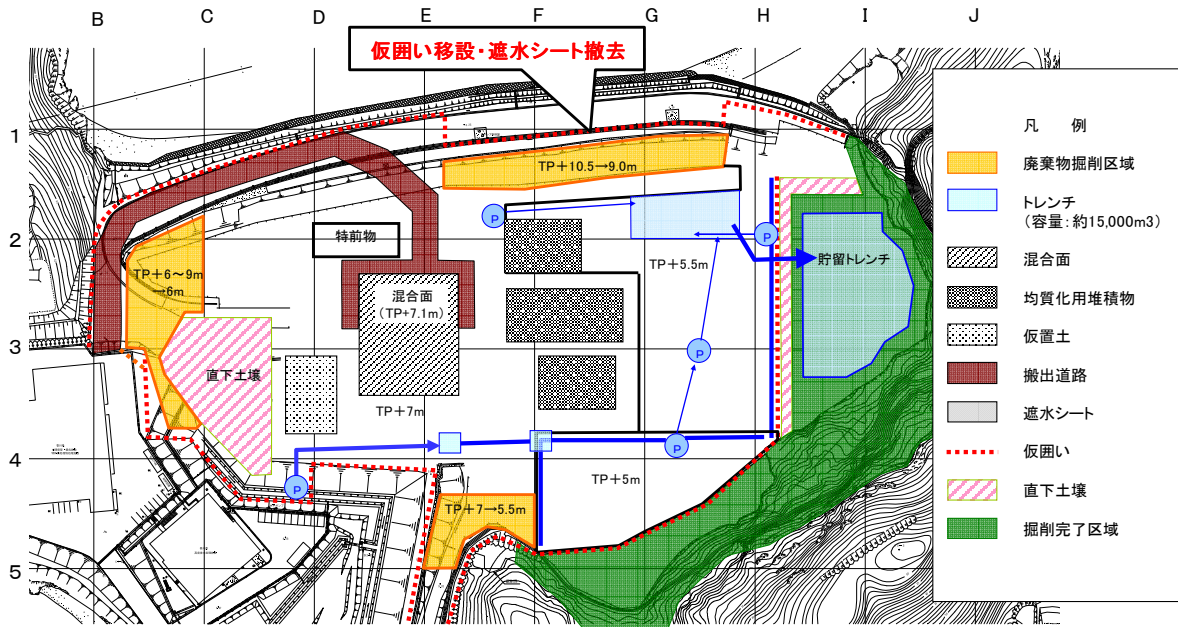 B C D E F G H I J
仮囲い移設・遮水シート撤去
1
2
3
4
5
TP+10.5→9.0m
P
特前物
P
TP+6～9m
→6m
TP+5.5m
貯留トレンチ
混合面
(TP+7.1m)
P
直下土壌
TP+7m
P
P
TP+5m
TP+7→5.5m
凡 例
廃棄物掘削区域
トレンチ
(容量:約15,000m3)
混合面
均質化用堆積物
仮置土
搬出道路
遮水シート
仮囲い
直下土壌
掘削完了区域